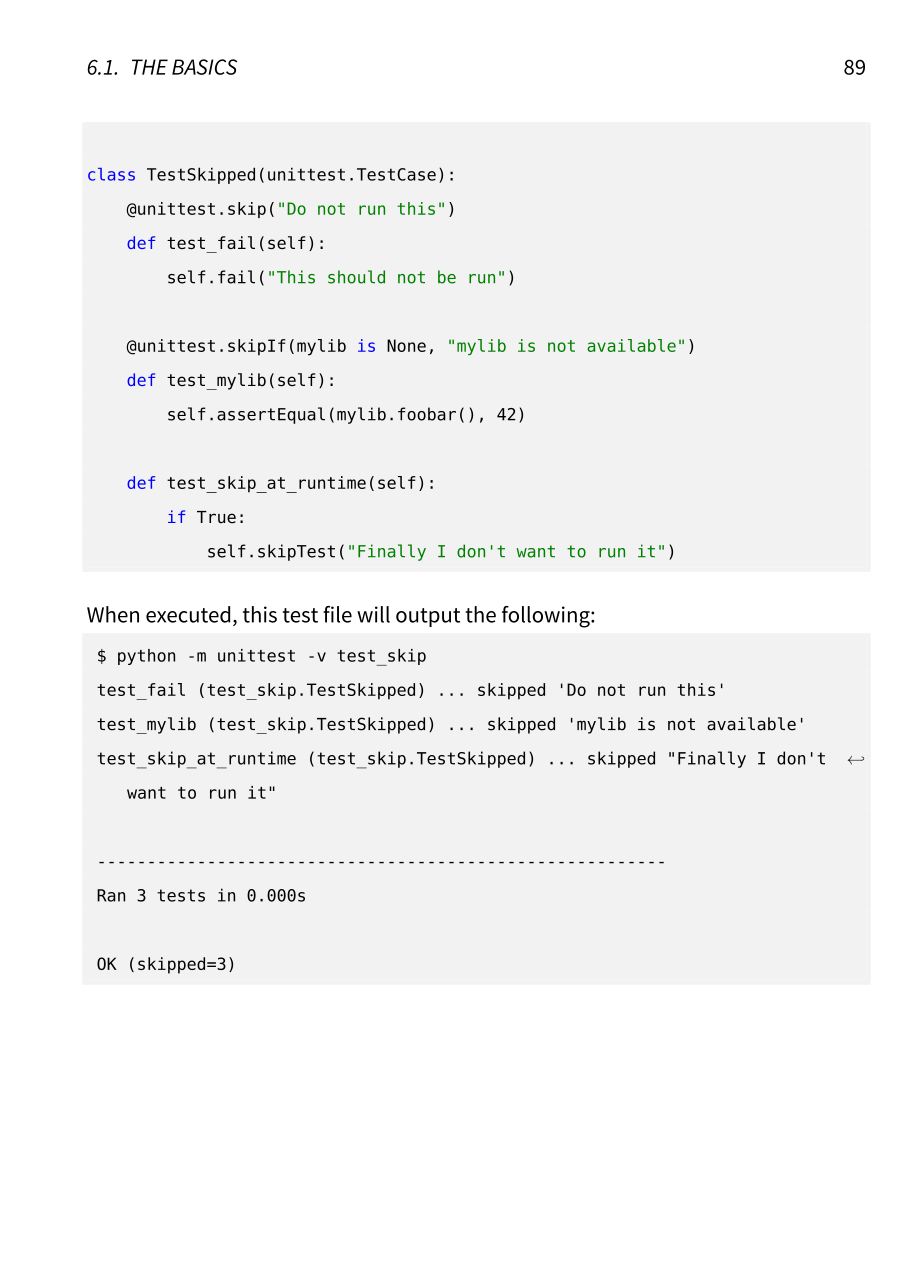 6.1. THE BASICS 89
class TestSkipped(unittest.TestCase):
    @unittest.skip("Do not run this")
    def test_fail(self):
        self.fail("This should not be run")
    @unittest.skipIf(mylib is None, "mylib is not available")
    def test_mylib(self):
        self.assertEqual(mylib.foobar(), 42)
    def test_skip_at_runtime(self):
        if True:
            self.skipTest("Finally I don't want to run it")
When executed, this test file will output the following:
$ python -m unittest -v test_skip
test_fail (test_skip.TestSkipped) ... skipped 'Do not run this'
test_mylib (test_skip.TestSkipped) ... skipped 'mylib is not available'
test_skip_at_runtime (test_skip.TestSkipped) ... skipped "Finally I don't ↩
   want to run it"
---------------------------------------------------------
Ran 3 tests in 0.000s
OK (skipped=3)